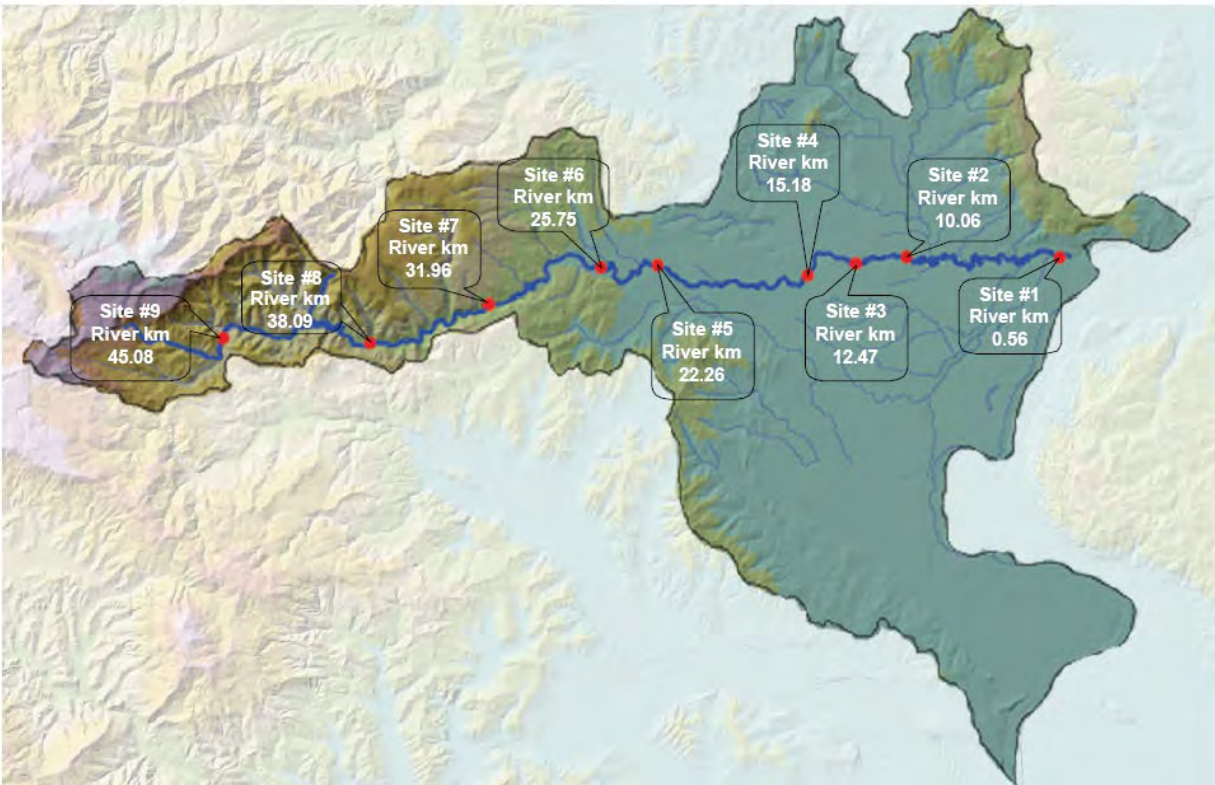 Site #4
River km
15.18
Site #6
River km
25.75
Site #2
River km
10.06
Site #7
River km
31.96
Site #8
River km
38.09
Site #1
River km
0.56
Site #9
River km
45.08
Site #5
River km
22.26
Site #3
River km
12.47